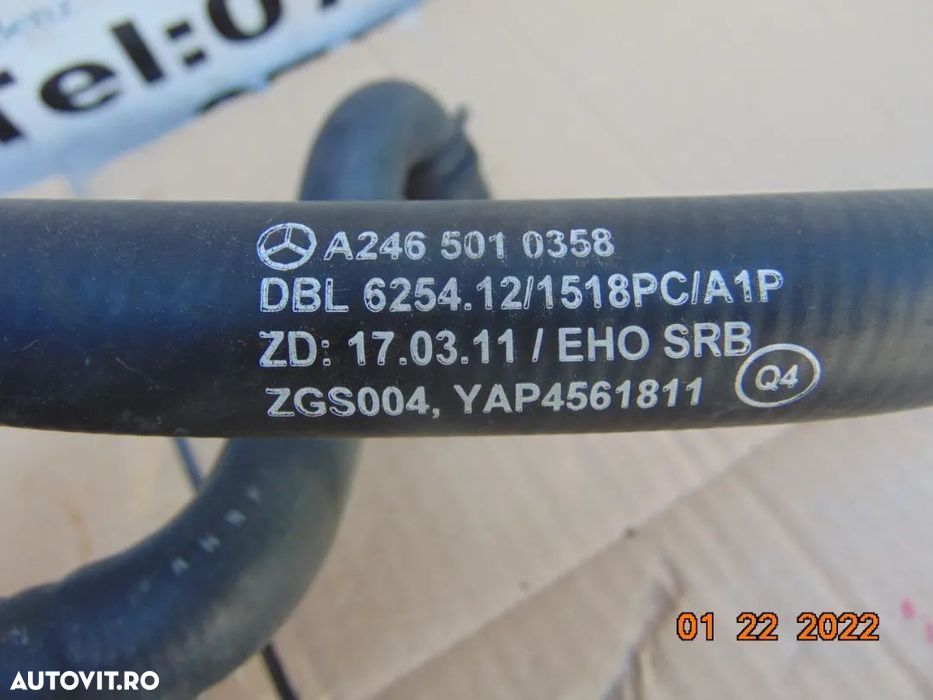 Tel:07
A246 501 0358
DBL 6254.12/1518PC/A1P
ZD: 17.03.11 / EHO SRB
ZGS004, YAP4561811
Q4
01 22 2022
AUTOVIT.RO